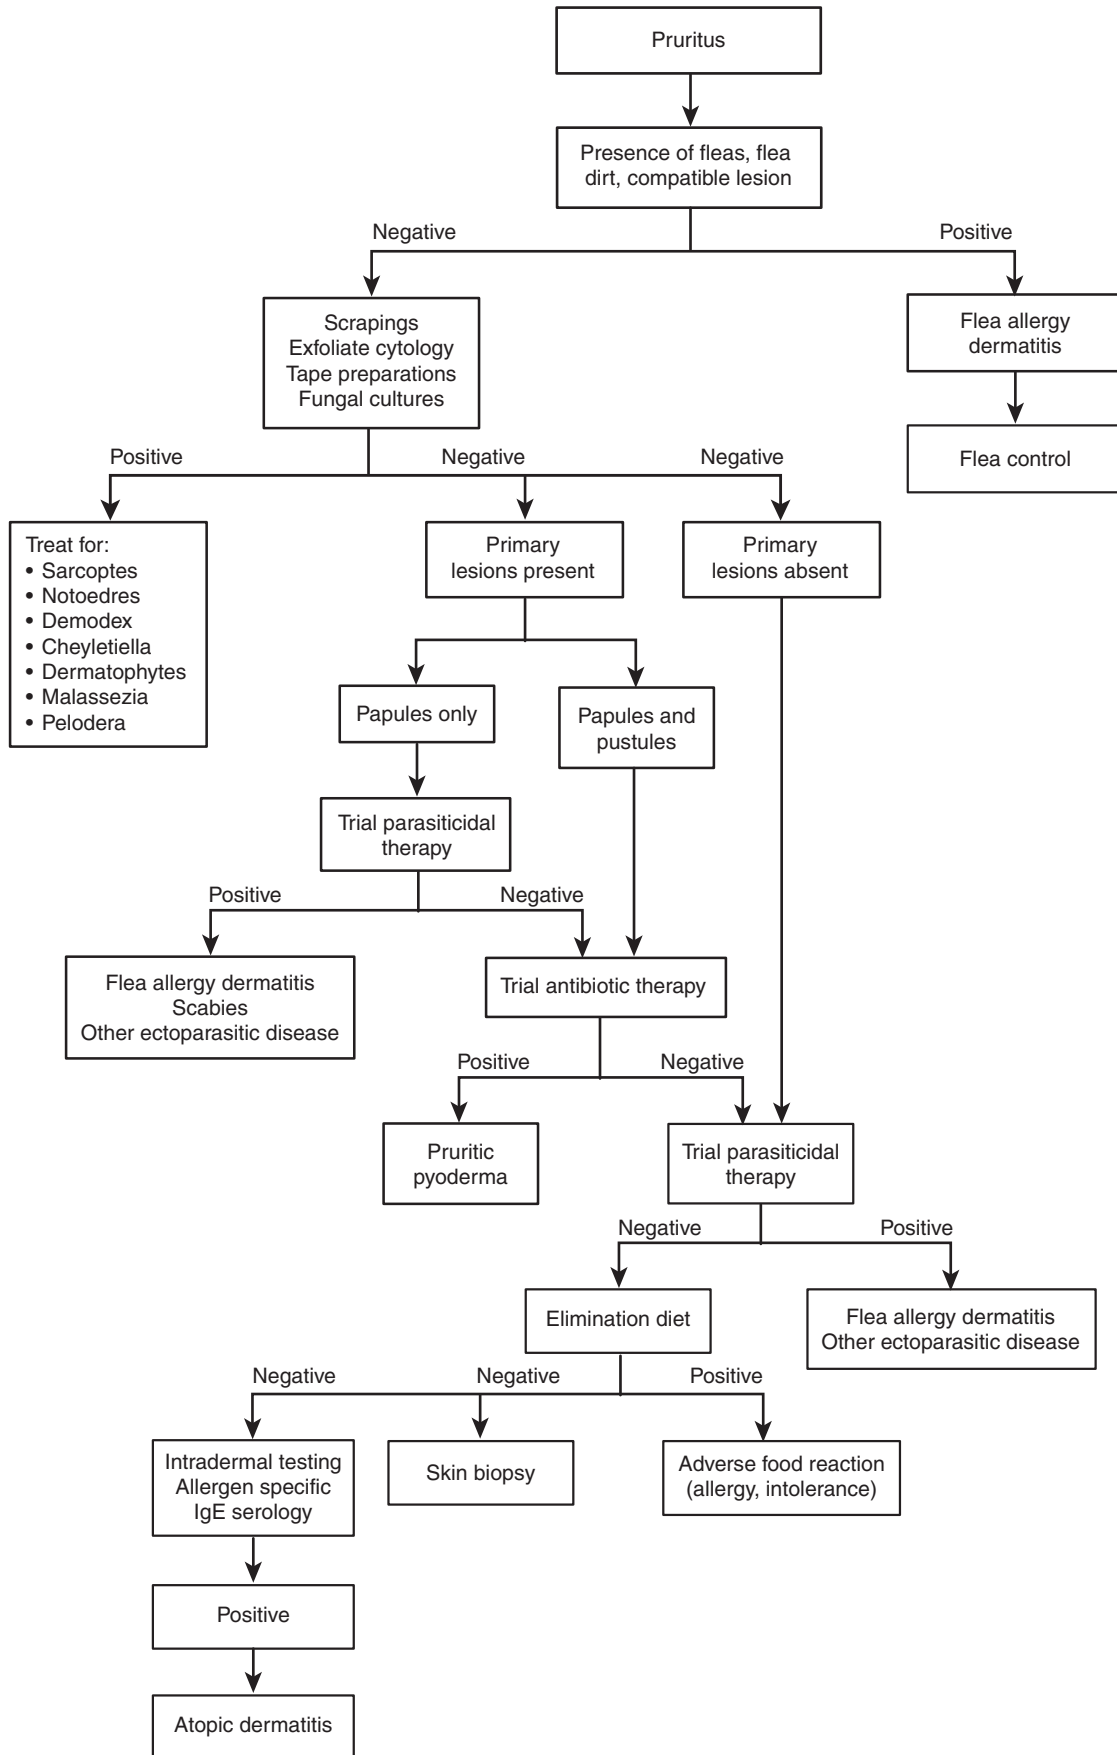 Pruritus
Presence of fleas, flea
dirt, compatible lesion
Negative
Positive
Scrapings
Exfoliate cytology
Tape preparations
Fungal cultures
Flea allergy
dermatitis
Flea control
Positive
Negative
Negative
Treat for:
• Sarcoptes
• Notoedres
• Demodex
• Cheyletiella
• Dermatophytes
• Malassezia
• Pelodera
Primary
lesions present
Primary
lesions absent
Papules only
Papules and
pustules
Trial parasiticidal
therapy
Positive
Negative
Flea allergy dermatitis
Scabies
Other ectoparasitic disease
Trial antibiotic therapy
Positive
Negative
Pruritic
pyoderma
Trial parasiticidal
therapy
Negative
Positive
Elimination diet
Flea allergy dermatitis
Other ectoparasitic disease
Negative
Negative
Positive
Intradermal testing
Allergen specific
IgE serology
Skin biopsy
Adverse food reaction
(allergy, intolerance)
Positive
Atopic dermatitis